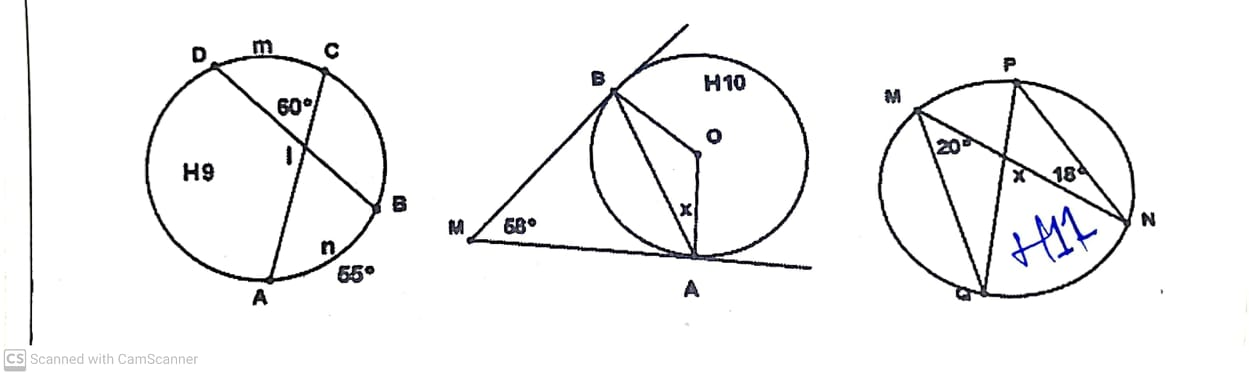 D m C
60°
I
H9
B
n
55°
A
B
H10
O
x
M 58°
A
P
M
20°
x 18°
N
H11
Q
CS Scanned with CamScanner